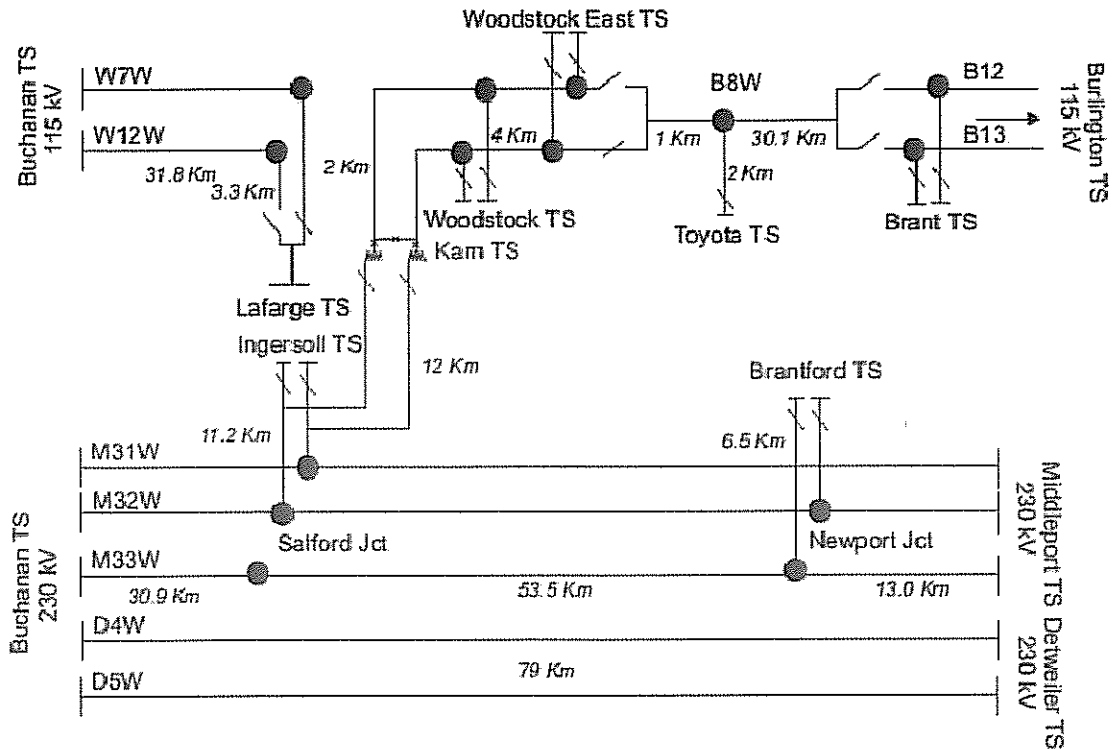 Woodstock East TS
Buchanan TS
115 kV
W7W
W12W
31.8 Km
3.3 Km
2 Km
4 Km
B8W
1 Km
30.1 Km
2 Km
B12
B13
Burlington TS
115 kV
Woodstock TS
Karn TS
Toyota TS
Brant TS
Lafarge TS
Ingersoll TS
12 Km
Brantford TS
11.2 Km
6.5 Km
Buchanan TS
230 kV
M31W
M32W
Salford Jct
Newport Jct
M33W
30.9 Km
53.5 Km
13.0 Km
Middleport TS
230 kV
D4W
79 Km
D5W
Detweiler TS
230 kV